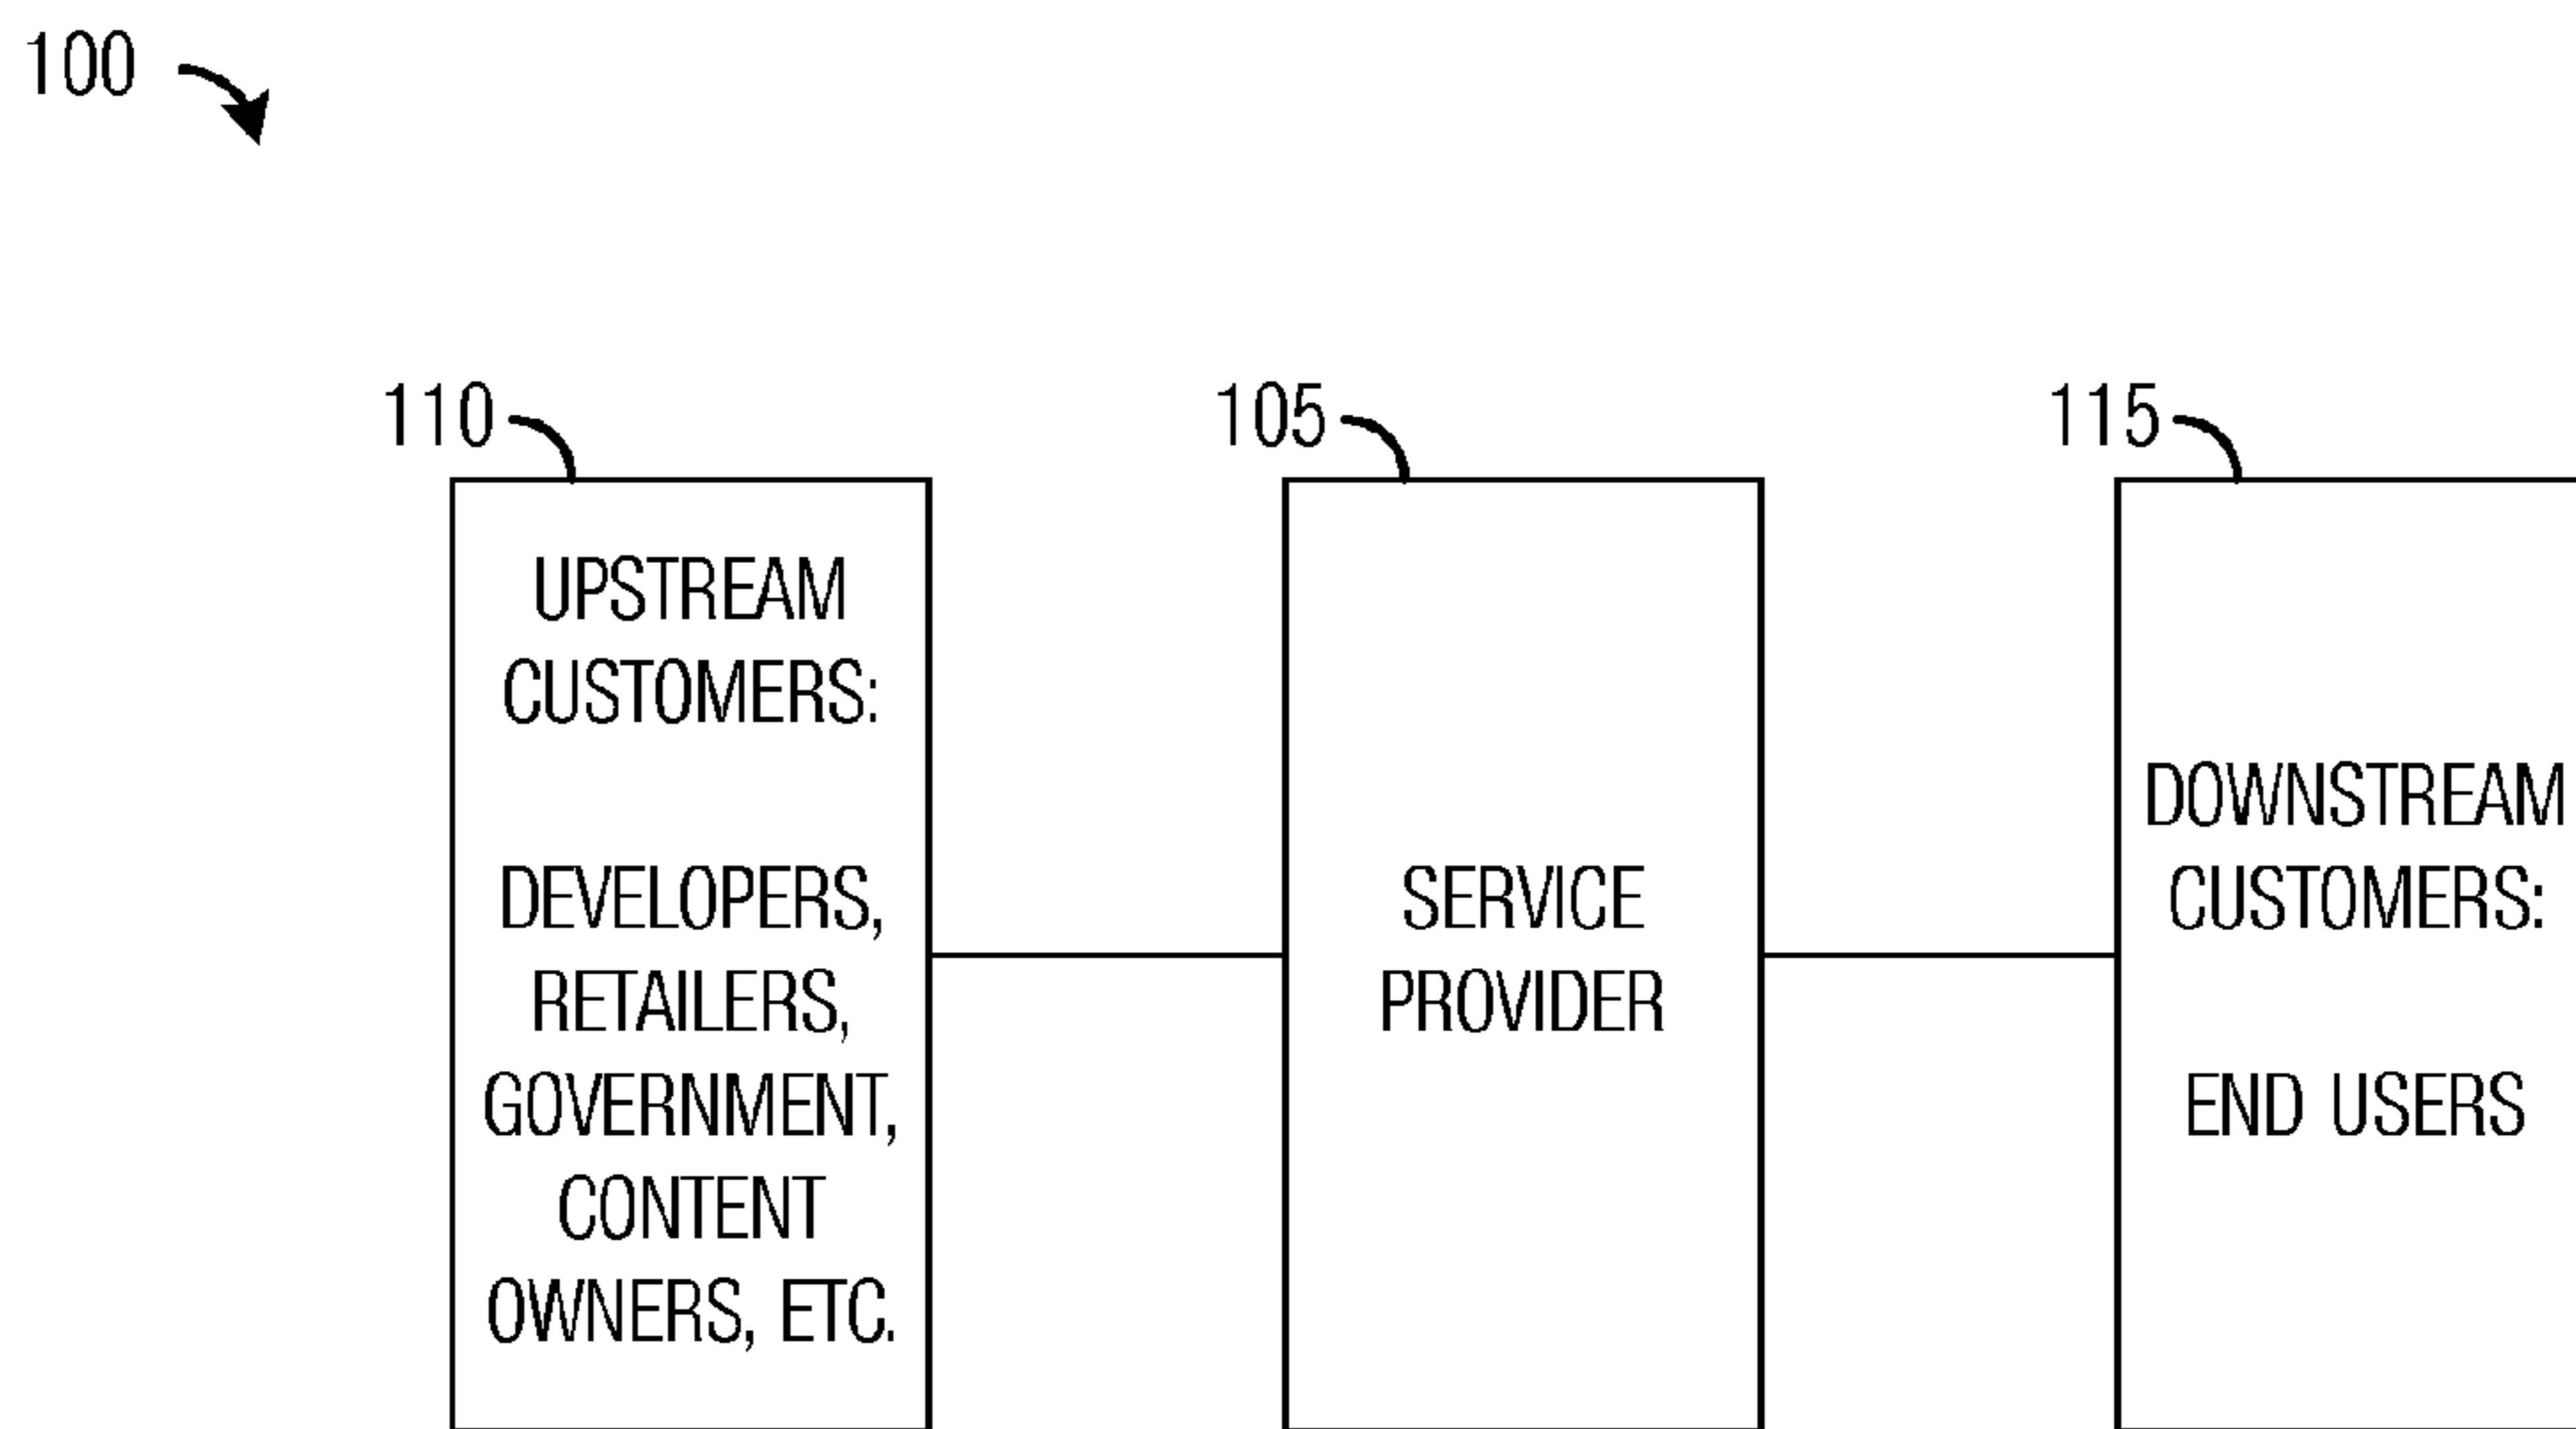 100
110
UPSTREAM
CUSTOMERS:
DEVELOPERS,
RETAILERS,
GOVERNMENT,
CONTENT
OWNERS, ETC.
105
SERVICE
PROVIDER
115
DOWNSTREAM
CUSTOMERS:
END USERS